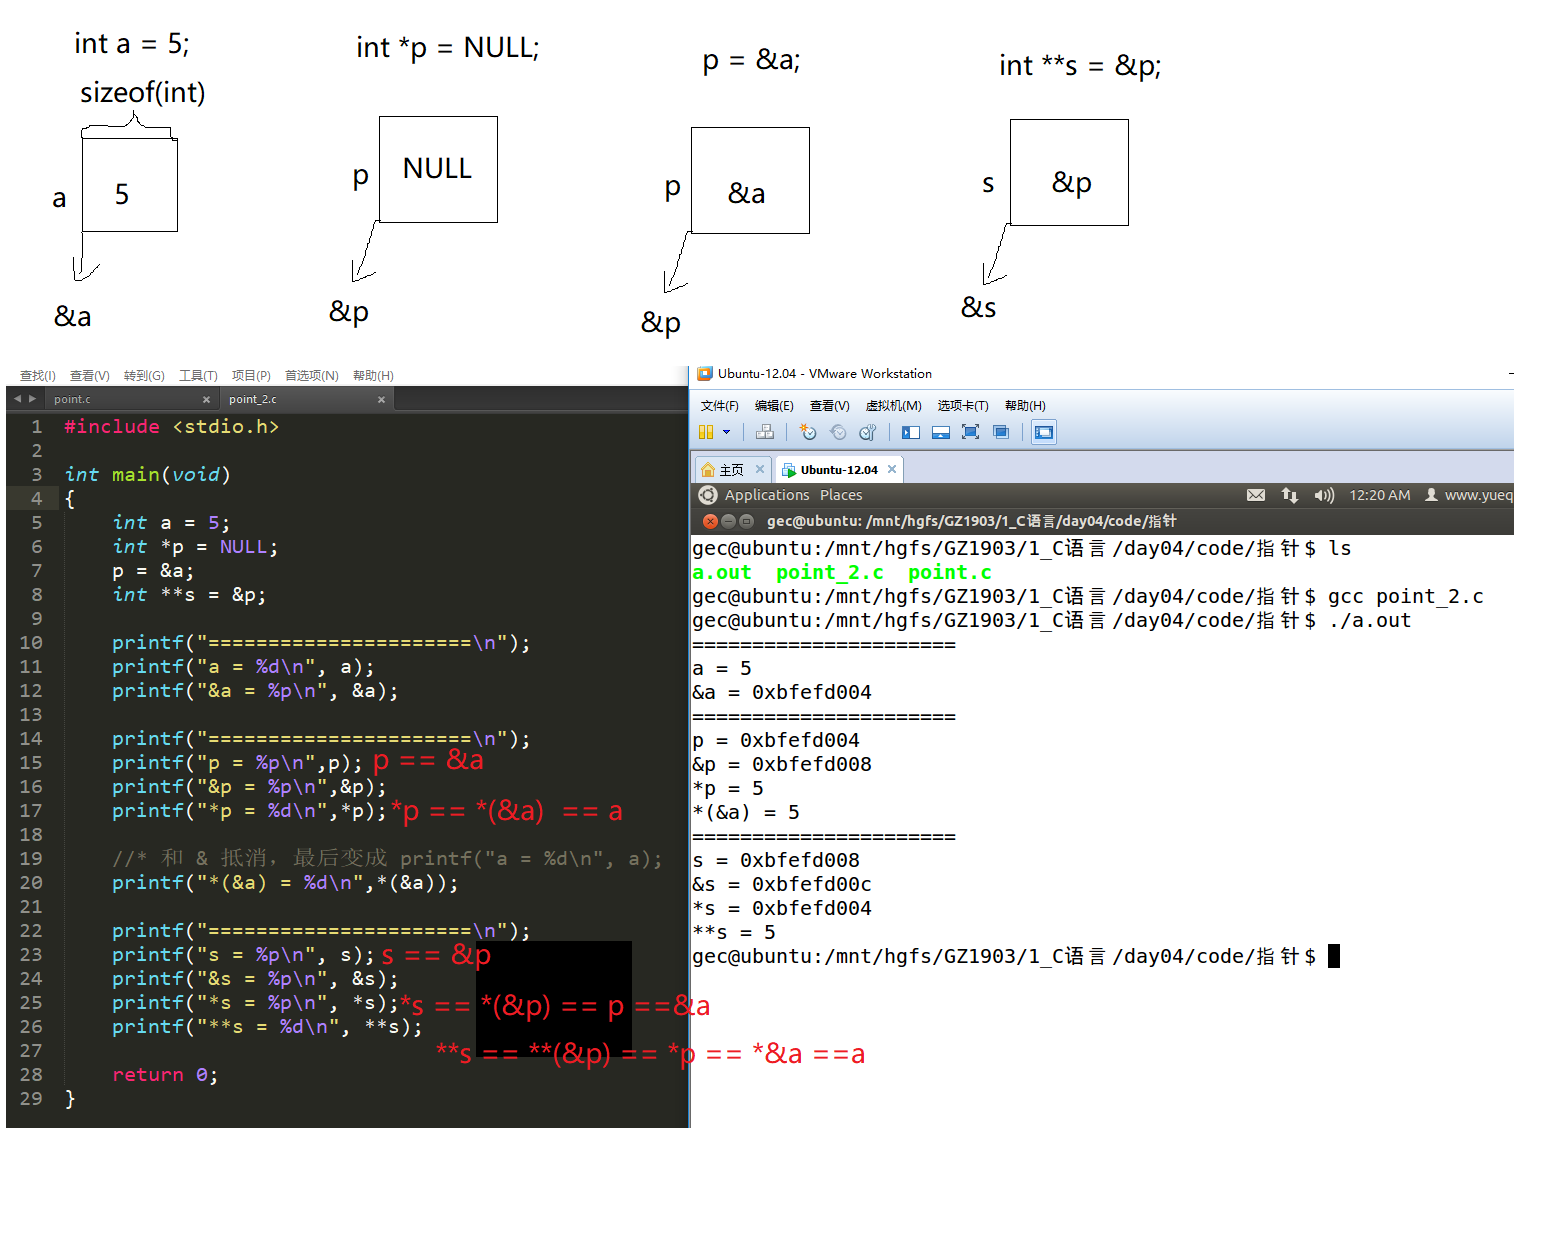 int a = 5;
int *p = NULL;
p = &a;
int **s = &p;
sizeof(int)
a
5
p
NULL
p
&a
s
&p
&a
&p
&p
&s
查找(I) 查看(V) 转到(G) 工具(T) 项目(P) 首选项(N) 帮助(H)
point.c × point_2.c ×
1 #include <stdio.h>
2
3 int main(void)
4 {
5 int a = 5;
6 int *p = NULL;
7 p = &a;
8 int **s = &p;
9
10 printf("======================\n");
11 printf("a = %d\n", a);
12 printf("&a = %p\n", &a);
13
14 printf("======================\n");
15 printf("p = %p\n",p); p == &a
16 printf("&p = %p\n",&p);
17 printf("*p = %d\n",*p); *p == *(&a) == a
18
19 //* 和 & 抵消，最后变成 printf("a = %d\n", a);
20 printf("*(&a) = %d\n",*(&a));
21
22 printf("======================\n");
23 printf("s = %p\n", s); s == &p
24 printf("&s = %p\n", &s);
25 printf("*s = %p\n", *s); *s == *(&p) == p ==&a
26 printf("**s = %d\n", **s);
27 **s == **(&p) == *p == *&a ==a
28 return 0;
29 }
Ubuntu-12.04 - VMware Workstation
文件(F) 编辑(E) 查看(V) 虚拟机(M) 选项卡(T) 帮助(H)
主页 × Ubuntu-12.04 ×
Applications Places 12:20 AM www.yueq
gec@ubuntu: /mnt/hgfs/GZ1903/1_C语言/day04/code/指针
gec@ubuntu:/mnt/hgfs/GZ1903/1_C语言/day04/code/指针$ ls
a.out point_2.c point.c
gec@ubuntu:/mnt/hgfs/GZ1903/1_C语言/day04/code/指针$ gcc point_2.c
gec@ubuntu:/mnt/hgfs/GZ1903/1_C语言/day04/code/指针$ ./a.out
======================
a = 5
&a = 0xbfefd004
======================
p = 0xbfefd004
&p = 0xbfefd008
*p = 5
*(&a) = 5
======================
s = 0xbfefd008
&s = 0xbfefd00c
*s = 0xbfefd004
**s = 5
gec@ubuntu:/mnt/hgfs/GZ1903/1_C语言/day04/code/指针$